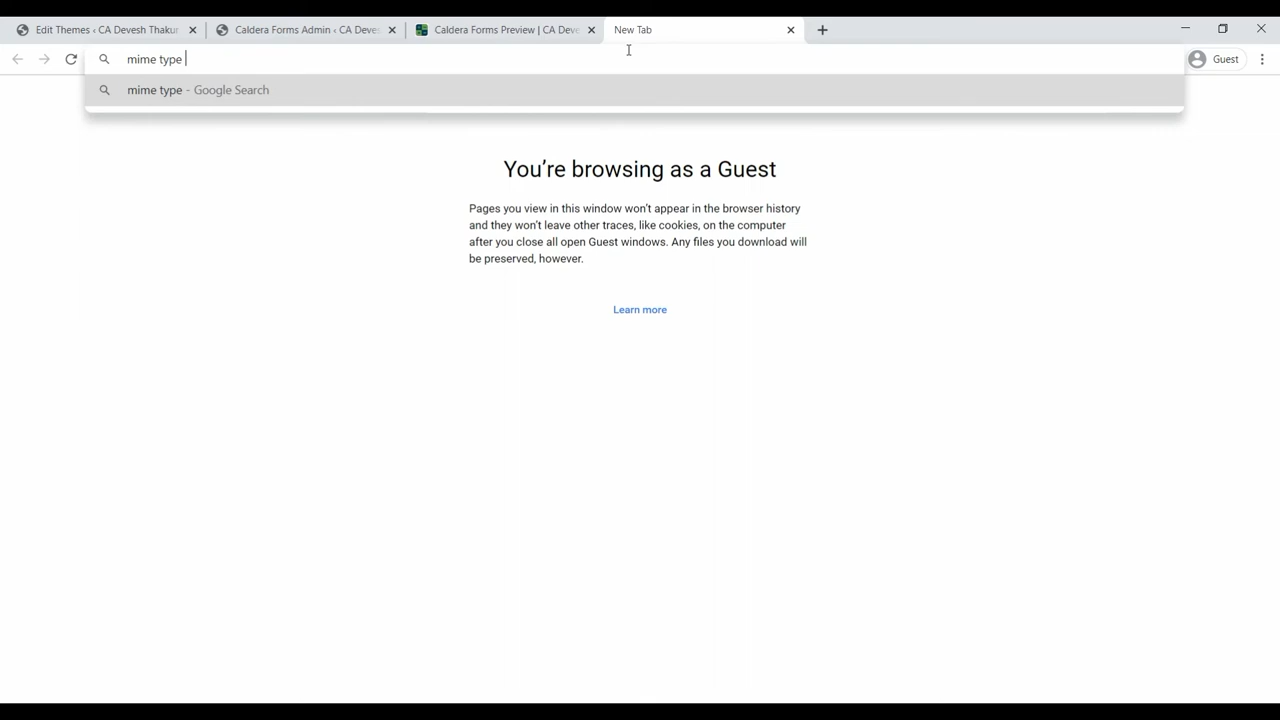 Edit Themes ‹ CA Devesh Thakur
Caldera Forms Admin ‹ CA Deves
Caldera Forms Preview | CA Deve
New Tab
mime type
Guest
mime type - Google Search
You're browsing as a Guest
Pages you view in this window won't appear in the browser history
and they won't leave other traces, like cookies, on the computer
after you close all open Guest windows. Any files you download will
be preserved, however.
Learn more